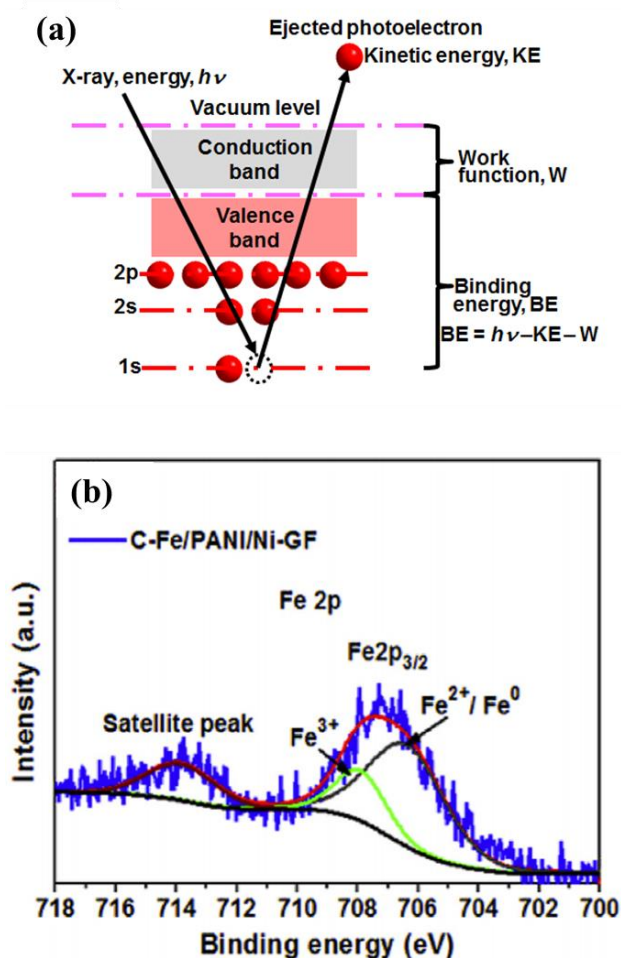 (a)
Ejected photoelectron
Kinetic energy, KE
X-ray, energy, hν
Vacuum level
Conduction
band
Work
function, W
Valence
band
2p
2s
1s
Binding
energy, BE
BE = hν–KE–W
(b)
C-Fe/PANI/Ni-GF
Fe 2p
Fe2p3/2
Fe3+
Fe2+/ Fe0
Satellite peak
Intensity (a.u.)
718 716 714 712 710 708 706 704 702 700
Binding energy (eV)